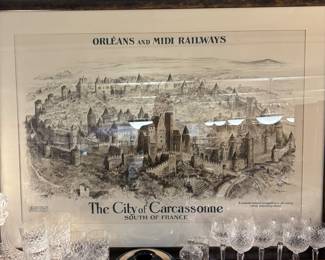 ORLÉANS AND MIDI RAILWAYS
The City of Carcassonne
SOUTH OF FRANCE